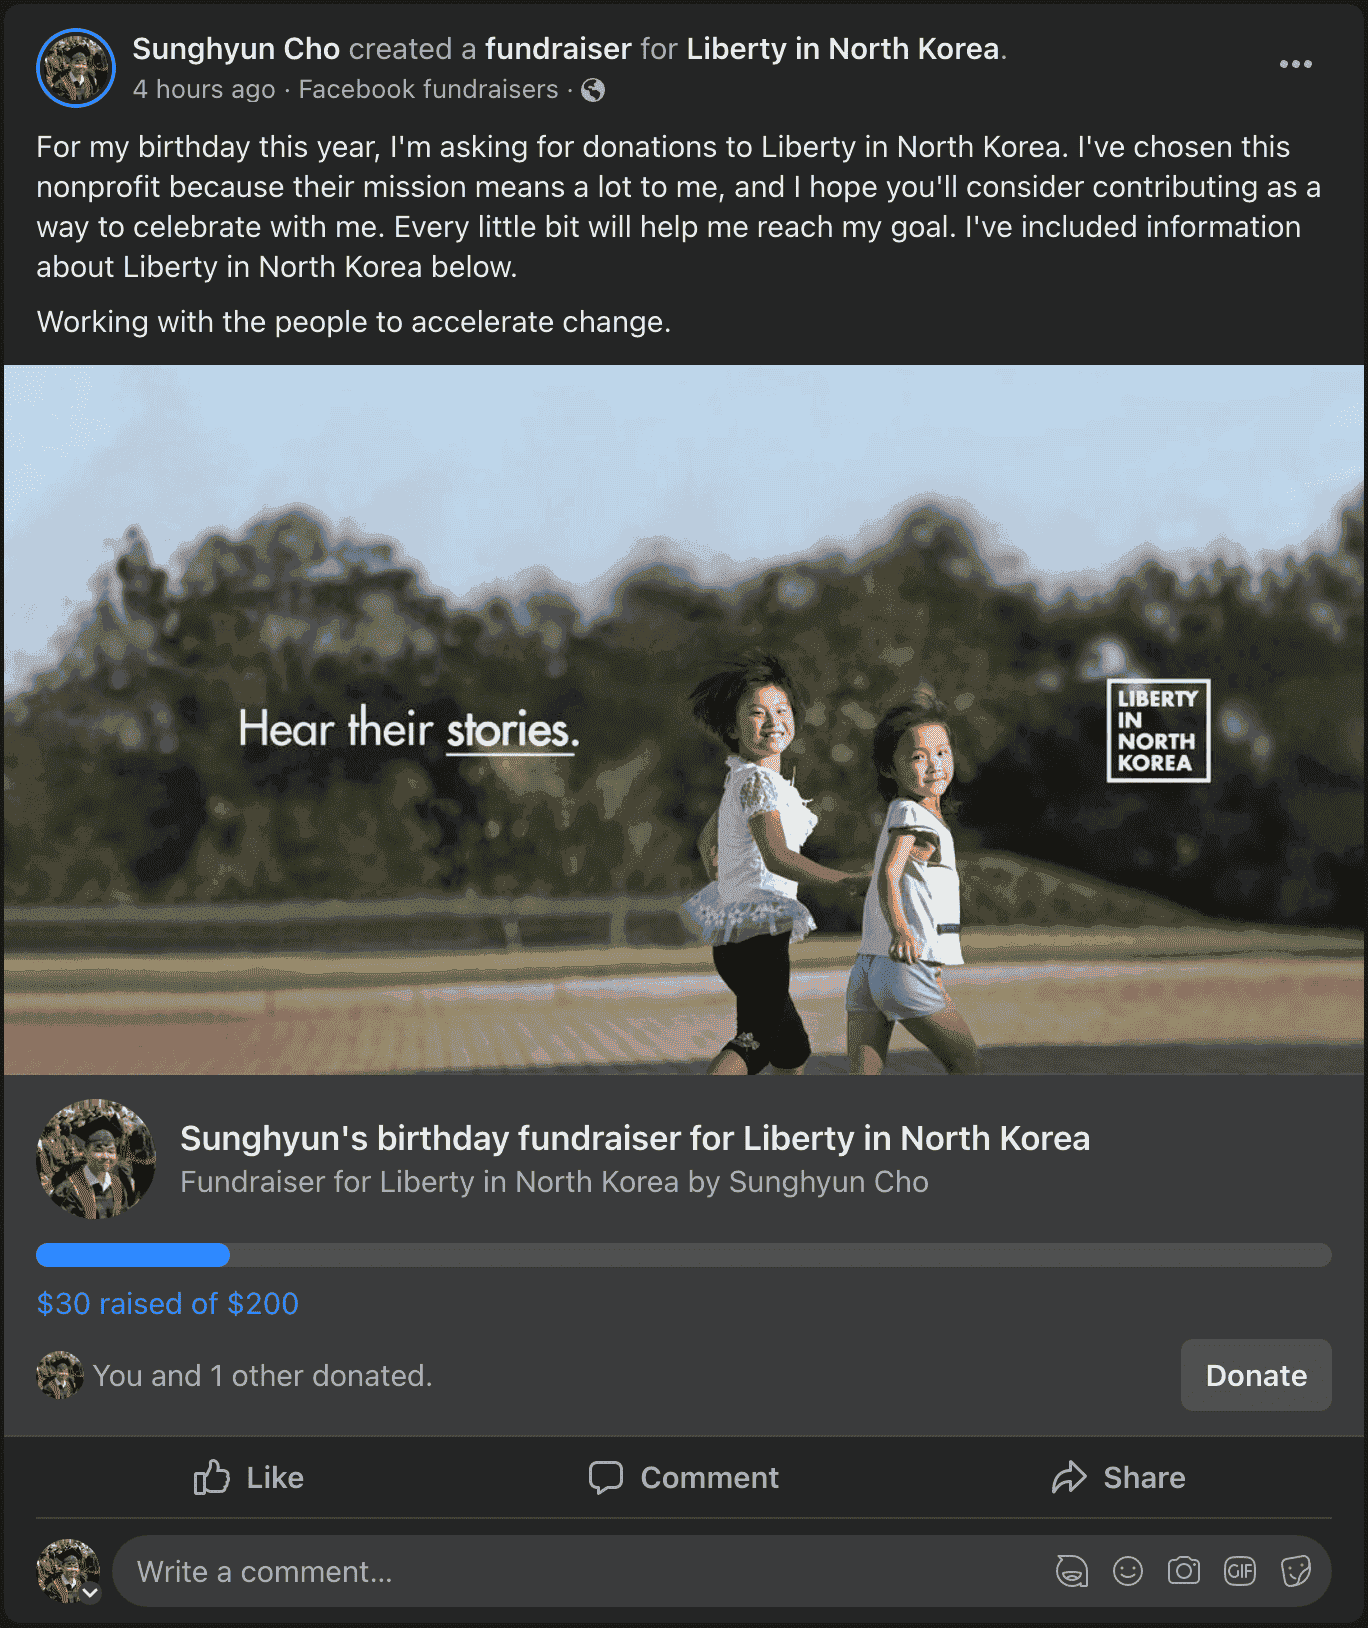 Sunghyun Cho created a fundraiser for Liberty in North Korea.
4 hours ago · Facebook fundraisers ·
For my birthday this year, I'm asking for donations to Liberty in North Korea. I've chosen this
nonprofit because their mission means a lot to me, and I hope you'll consider contributing as a
way to celebrate with me. Every little bit will help me reach my goal. I've included information
about Liberty in North Korea below.
Working with the people to accelerate change.
Hear their stories.
LIBERTY
IN
NORTH
KOREA
Sunghyun's birthday fundraiser for Liberty in North Korea
Fundraiser for Liberty in North Korea by Sunghyun Cho
$30 raised of $200
You and 1 other donated.
Donate
Like
Comment
Share
Write a comment...
GIF